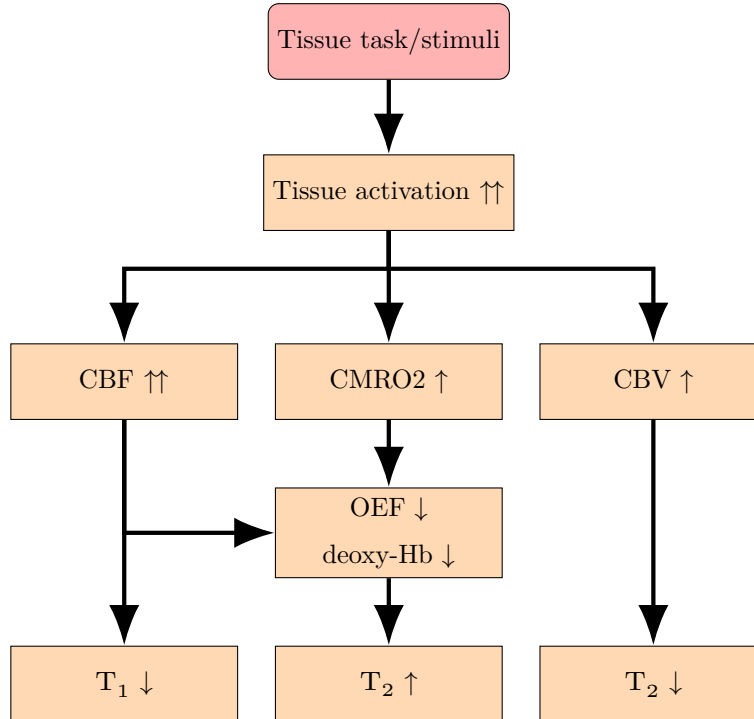 Tissue task/stimuli
Tissue activation ⇈
CBF ⇈
CMRO2 ↑
CBV ↑
OEF ↓
deoxy-Hb ↓
T₁ ↓
T₂ ↑
T₂ ↓